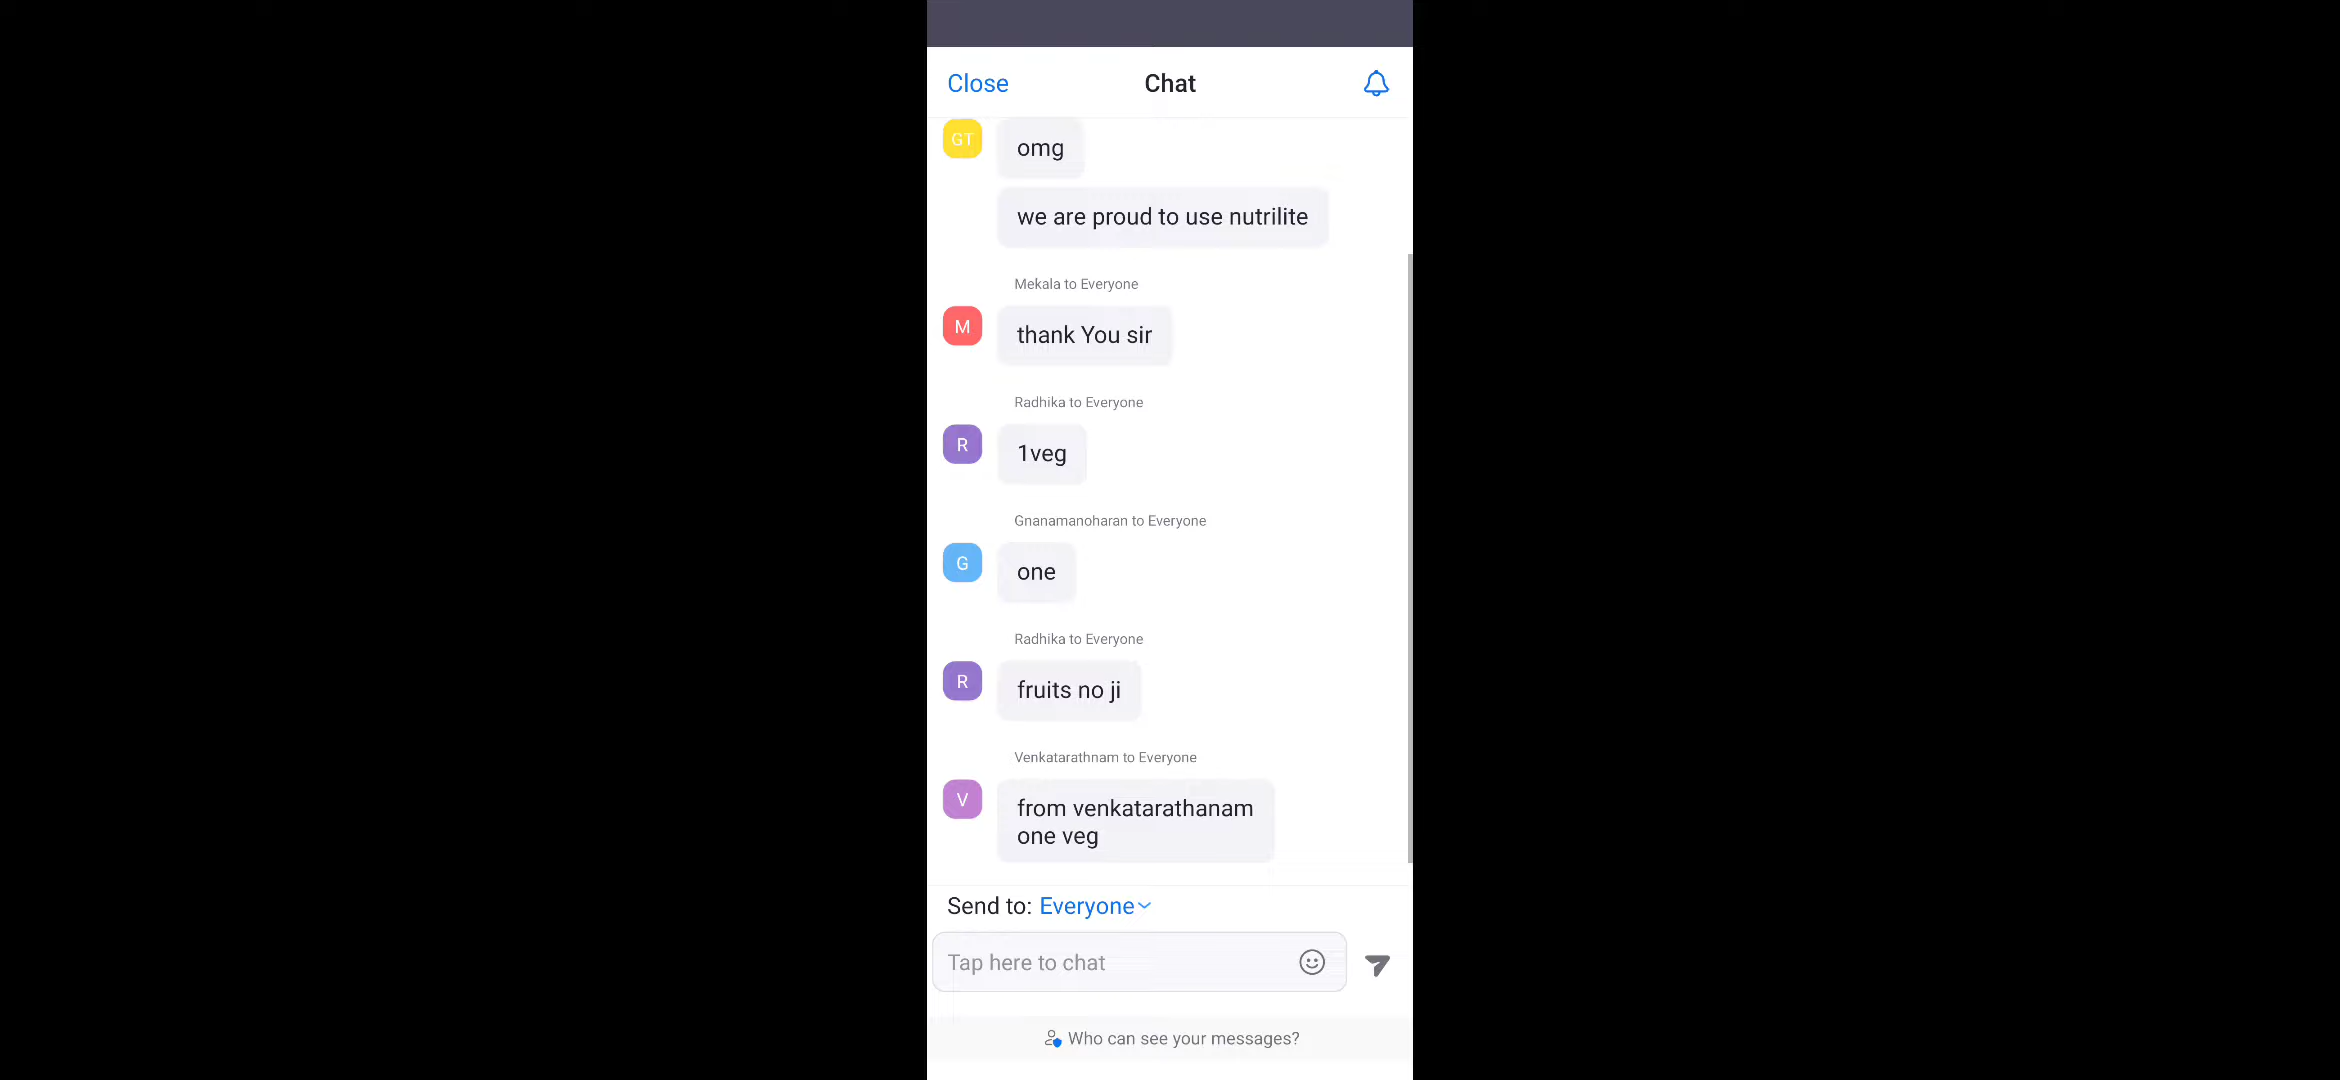 Close
Chat
GT
omg
we are proud to use nutrilite
Mekala to Everyone
M
thank You sir
Radhika to Everyone
R
1veg
Gnanamanoharan to Everyone
G
one
Radhika to Everyone
R
fruits no ji
Venkatarathnam to Everyone
V
from venkatarathanam
one veg
Send to: Everyone
Tap here to chat
Who can see your messages?